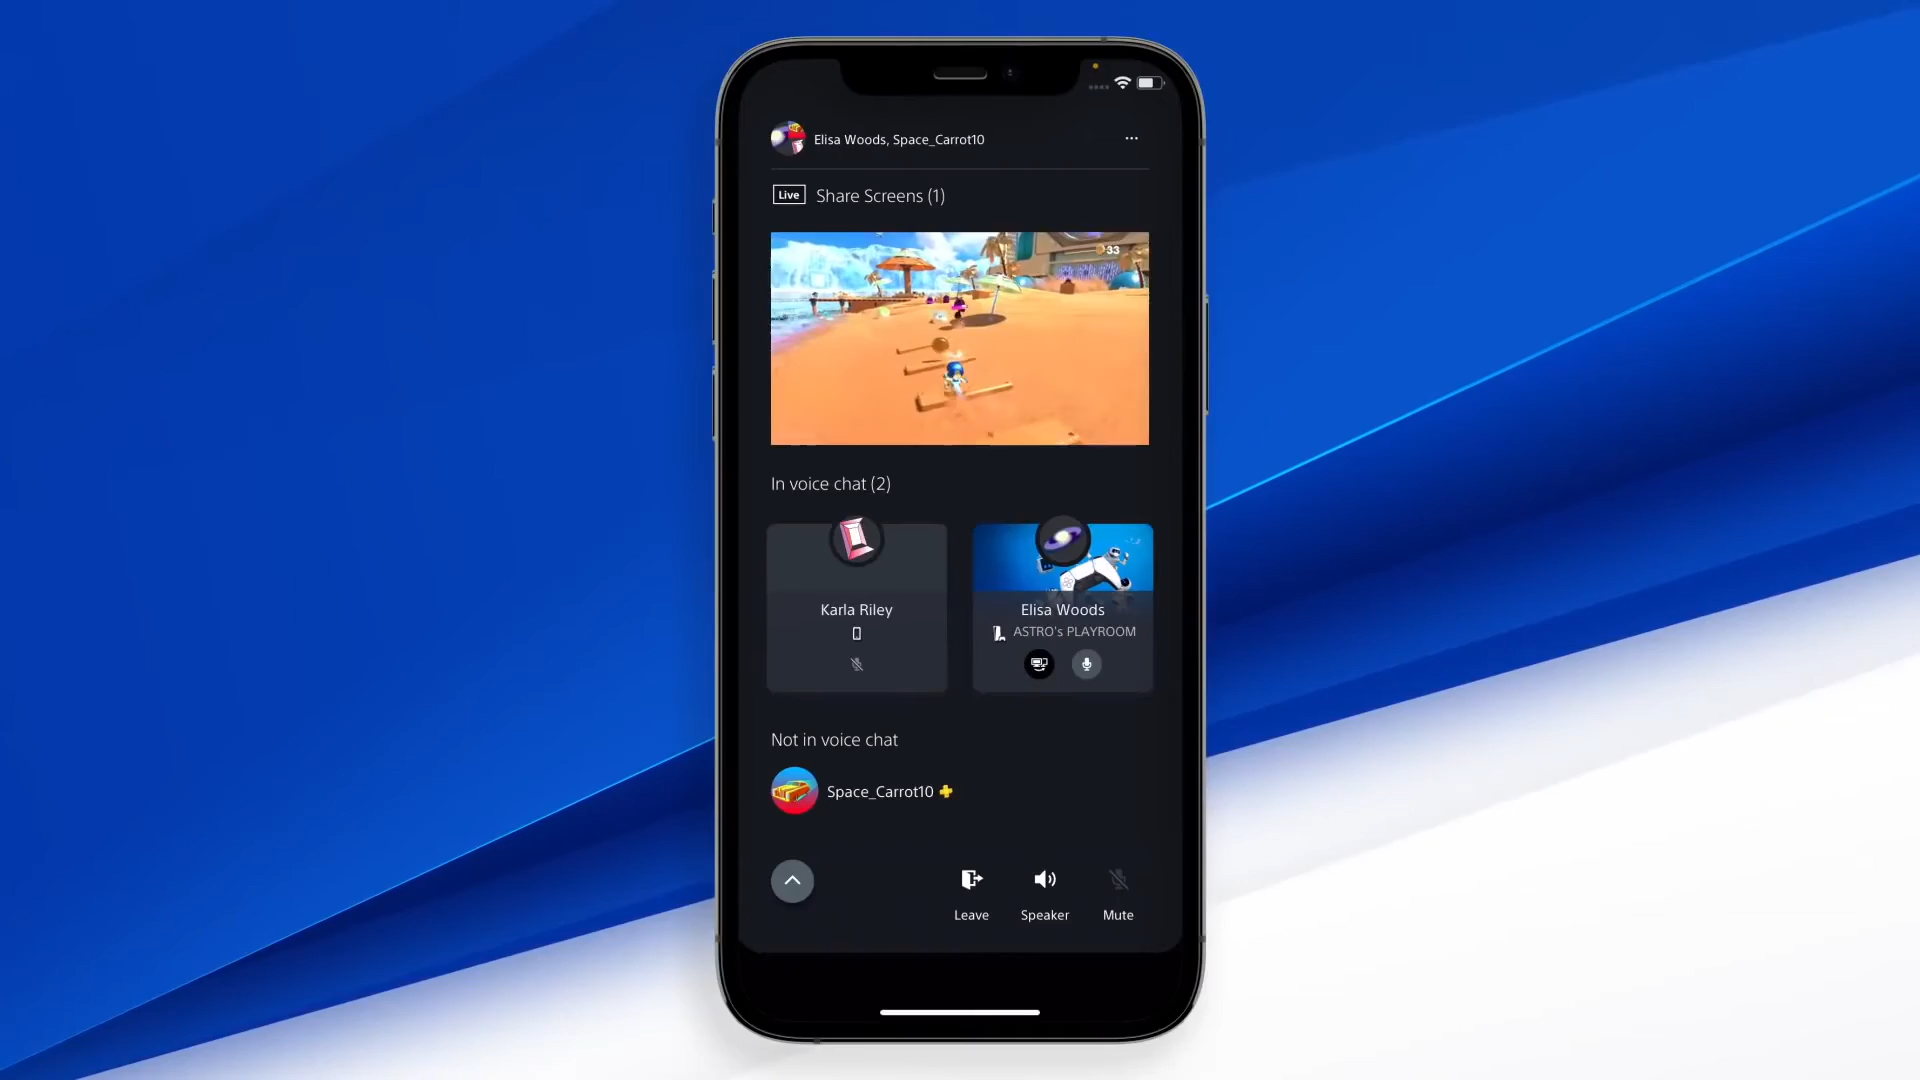 Elisa Woods, Space_Carrot10
Live Share Screens (1)
33
In voice chat (2)
Karla Riley
Elisa Woods
ASTRO's PLAYROOM
Not in voice chat
Space_Carrot10
Leave
Speaker
Mute